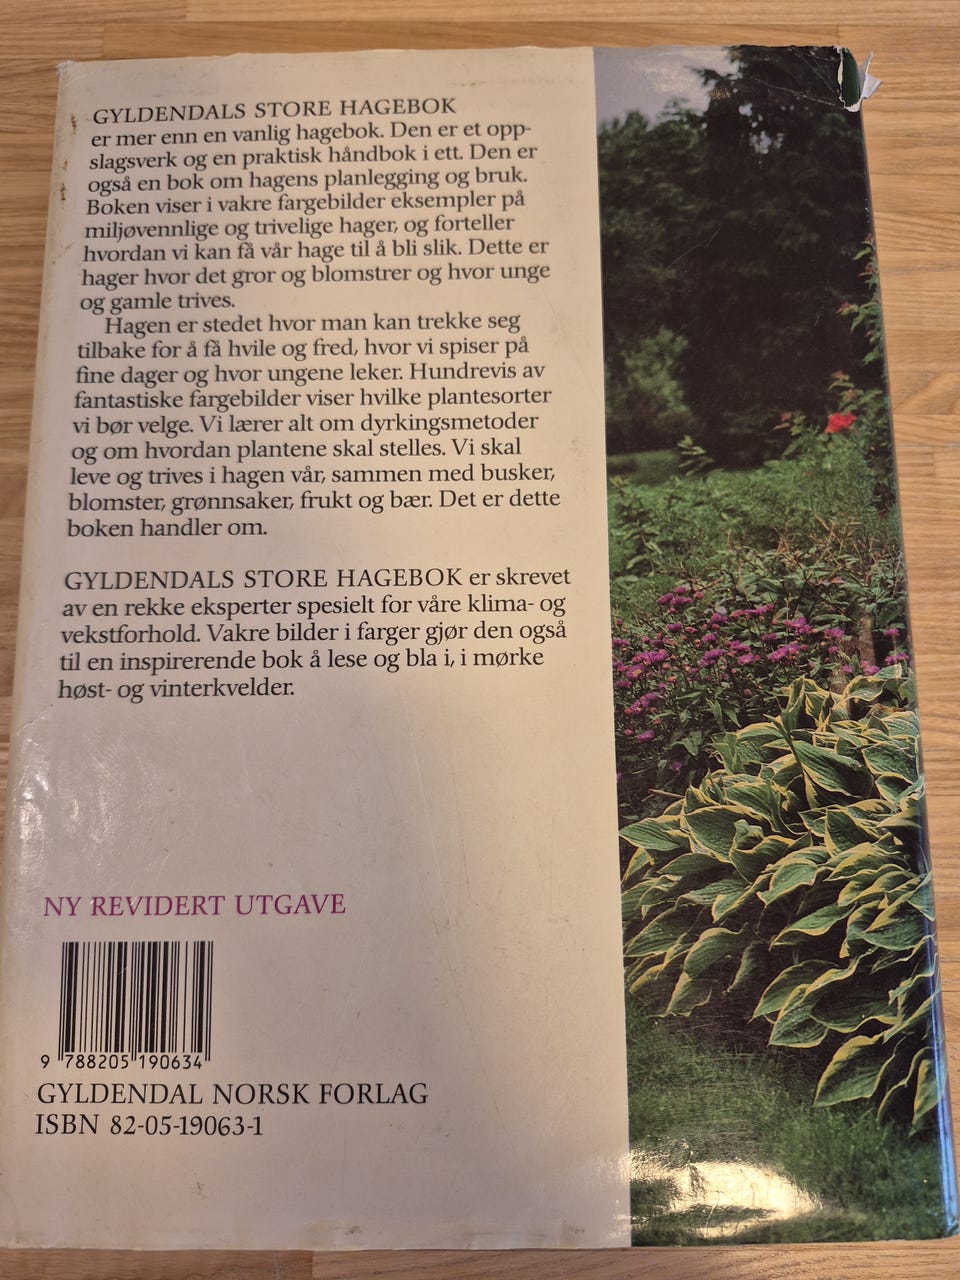 GYLDENDALS STORE HAGEBOK
er mer enn en vanlig hagebok. Den er et opp-
slagsverk og en praktisk håndbok i ett. Den er
også en bok om hagens planlegging og bruk.
Boken viser i vakre fargebilder eksempler på
miljøvennlige og trivelige hager, og forteller
hvordan vi kan få vår hage til å bli slik. Dette er
hager hvor det gror og blomstrer og hvor unge
og gamle trives.
Hagen er stedet hvor man kan trekke seg
tilbake for å få hvile og fred, hvor vi spiser på
fine dager og hvor ungene leker. Hundrevis av
fantastiske fargebilder viser hvilke plantesorter
vi bør velge. Vi lærer alt om dyrkingsmetoder
og om hvordan plantene skal stelles. Vi skal
leve og trives i hagen vår, sammen med busker,
blomster, grønnsaker, frukt og bær. Det er dette
boken handler om.
GYLDENDALS STORE HAGEBOK er skrevet
av en rekke eksperter spesielt for våre klima- og
vekstforhold. Vakre bilder i farger gjør den også
til en inspirerende bok å lese og bla i, i mørke
høst- og vinterkvelder.
NY REVIDERT UTGAVE
9 788205 190634
GYLDENDAL NORSK FORLAG
ISBN 82-05-19063-1